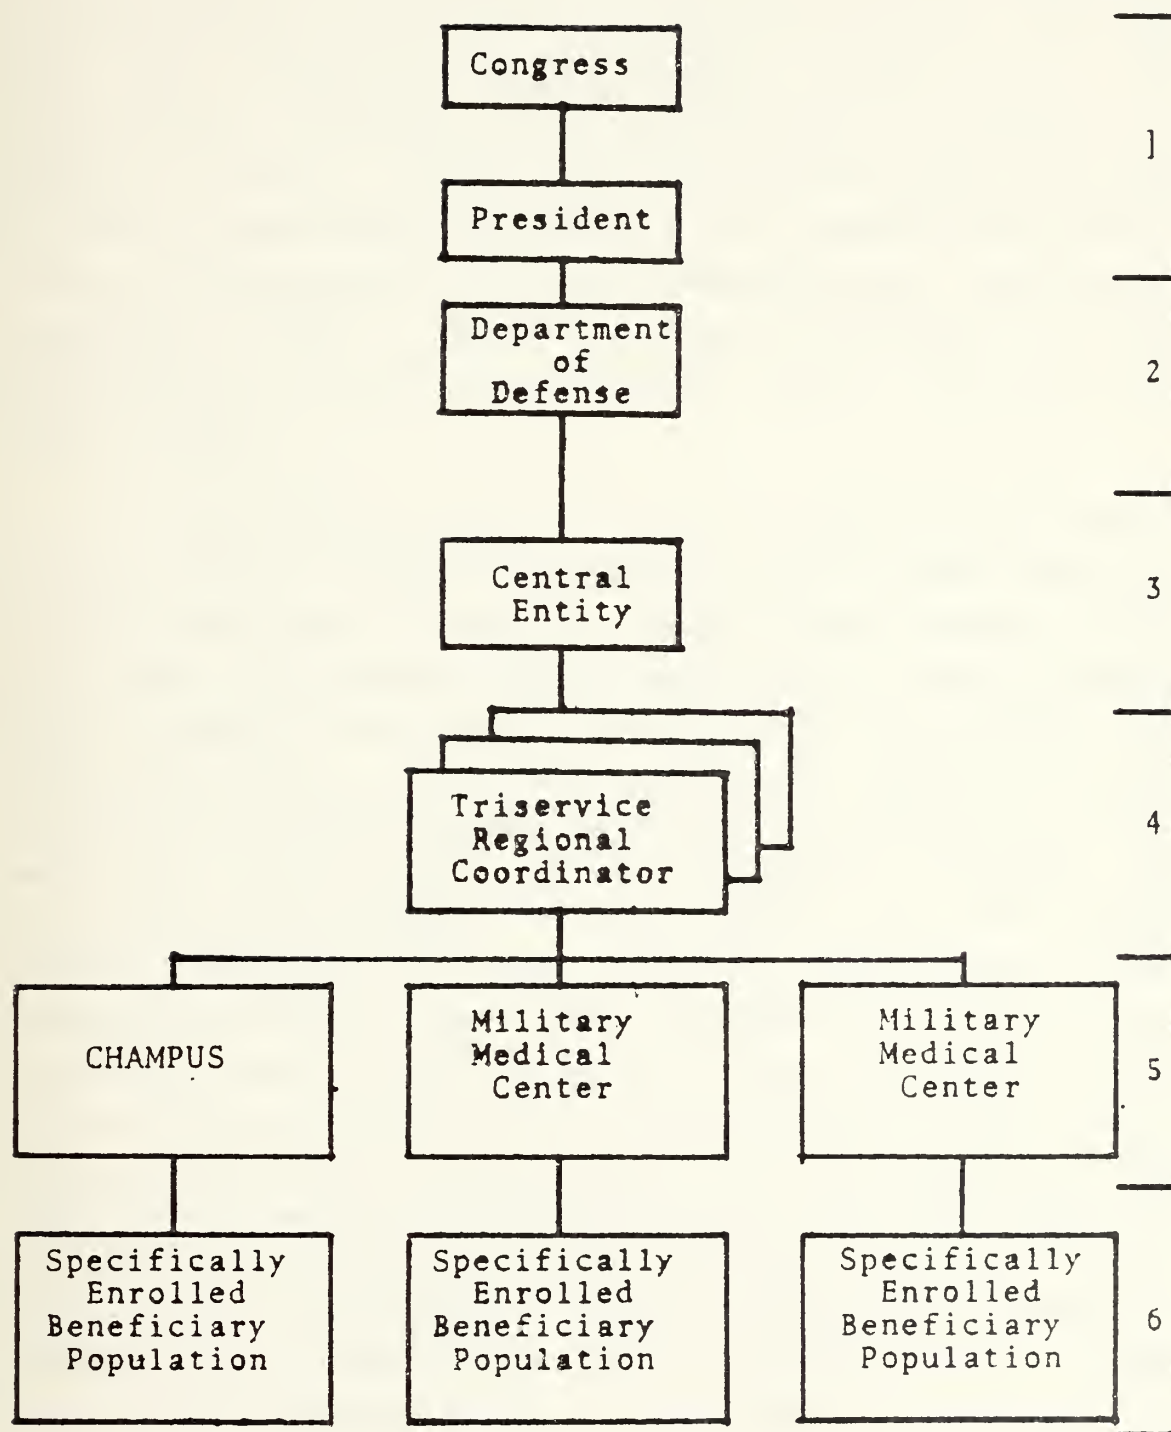 Congress
1
President
Department
of
Defense
2
Central
Entity
3
Triservice
Regional
Coordinator
4
CHAMPUS
Military
Medical
Center
Military
Medical
Center
5
Specifically
Enrolled
Beneficiary
Population
Specifically
Enrolled
Beneficiary
Population
Specifically
Enrolled
Beneficiary
Population
6